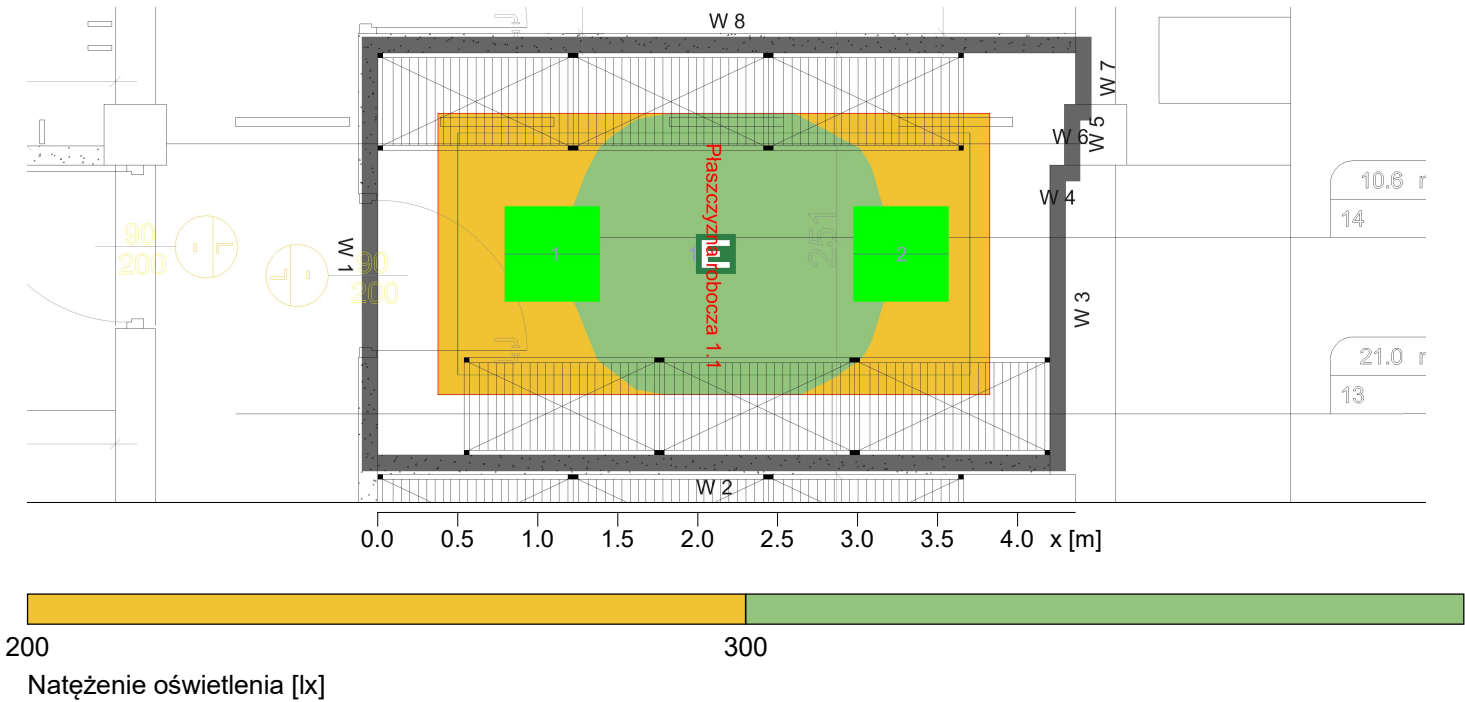 W 8
W 7
W 5
W 6
10.6
r
W 4
14
90
200
L
-
L
-
W 1
90
200
1
1
E
Płaszczyzna robocza 1.1
251
2
W 3
21.0
r
13
W 2
0.0 0.5 1.0 1.5 2.0 2.5 3.0 3.5 4.0 x [m]
200 300
Natężenie oświetlenia [lx]